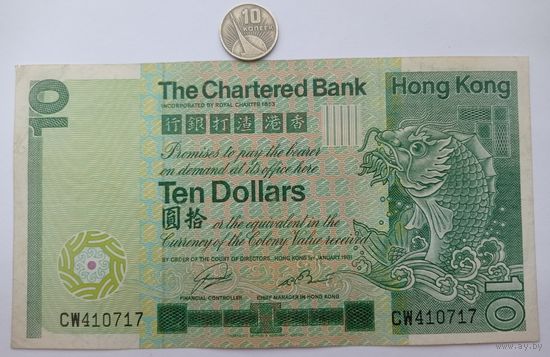 10
КОПЕЕК
10
The Chartered Bank
Hong Kong
INCORPORATED BY ROYAL CHARTER 1853
行銀打渣港香
Promises to pay the bearer
on demand at its office here
Ten Dollars
圓拾
or the equivalent in the
Currency of the Colony Value received
BY ORDER OF THE COURT OF DIRECTORS, HONG KONG 1ST JANUARY 1981
FINANCIAL CONTROLLER
CHIEF MANAGER IN HONG KONG
CW410717
CW410717
10
www.ay.by